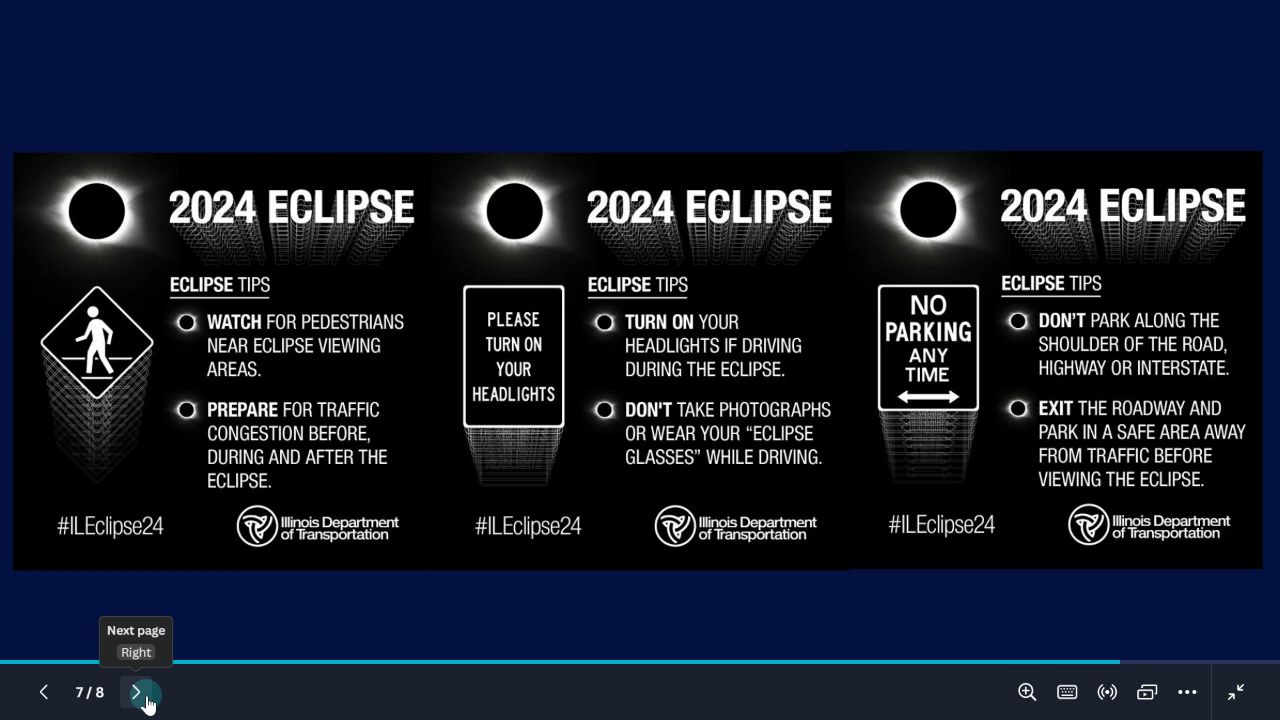 2024 ECLIPSE
ECLIPSE TIPS
WATCH FOR PEDESTRIANS
NEAR ECLIPSE VIEWING
AREAS.
PREPARE FOR TRAFFIC
CONGESTION BEFORE,
DURING AND AFTER THE
ECLIPSE.
#ILEclipse24
Illinois Department
of Transportation
2024 ECLIPSE
PLEASE
TURN ON
YOUR
HEADLIGHTS
ECLIPSE TIPS
TURN ON YOUR
HEADLIGHTS IF DRIVING
DURING THE ECLIPSE.
DON'T TAKE PHOTOGRAPHS
OR WEAR YOUR “ECLIPSE
GLASSES” WHILE DRIVING.
#ILEclipse24
Illinois Department
of Transportation
2024 ECLIPSE
NO
PARKING
ANY
TIME
ECLIPSE TIPS
DON’T PARK ALONG THE
SHOULDER OF THE ROAD,
HIGHWAY OR INTERSTATE.
EXIT THE ROADWAY AND
PARK IN A SAFE AREA AWAY
FROM TRAFFIC BEFORE
VIEWING THE ECLIPSE.
#ILEclipse24
Illinois Department
of Transportation
Next page
Right
7 / 8